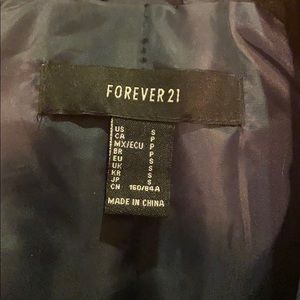 FOREVER 21
US S
CA P
MX/ECU P
BR P
EU S
UK S
KR S
JP S
CN 160/84A
MADE IN CHINA